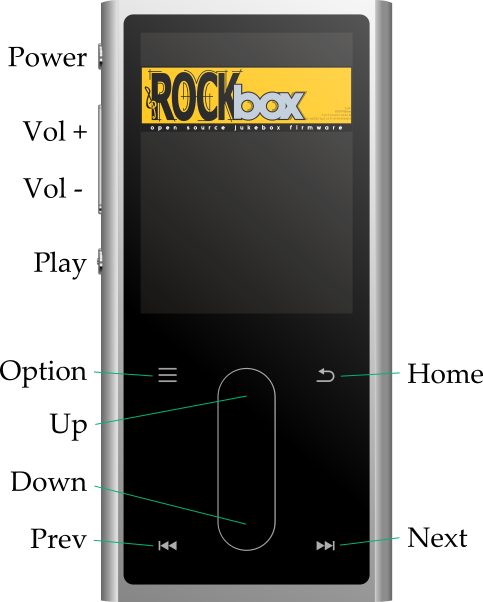 Power
ROCKbox
open source jukebox firmware
Vol +
Vol -
Play
Option
Home
Up
Down
Prev
Next